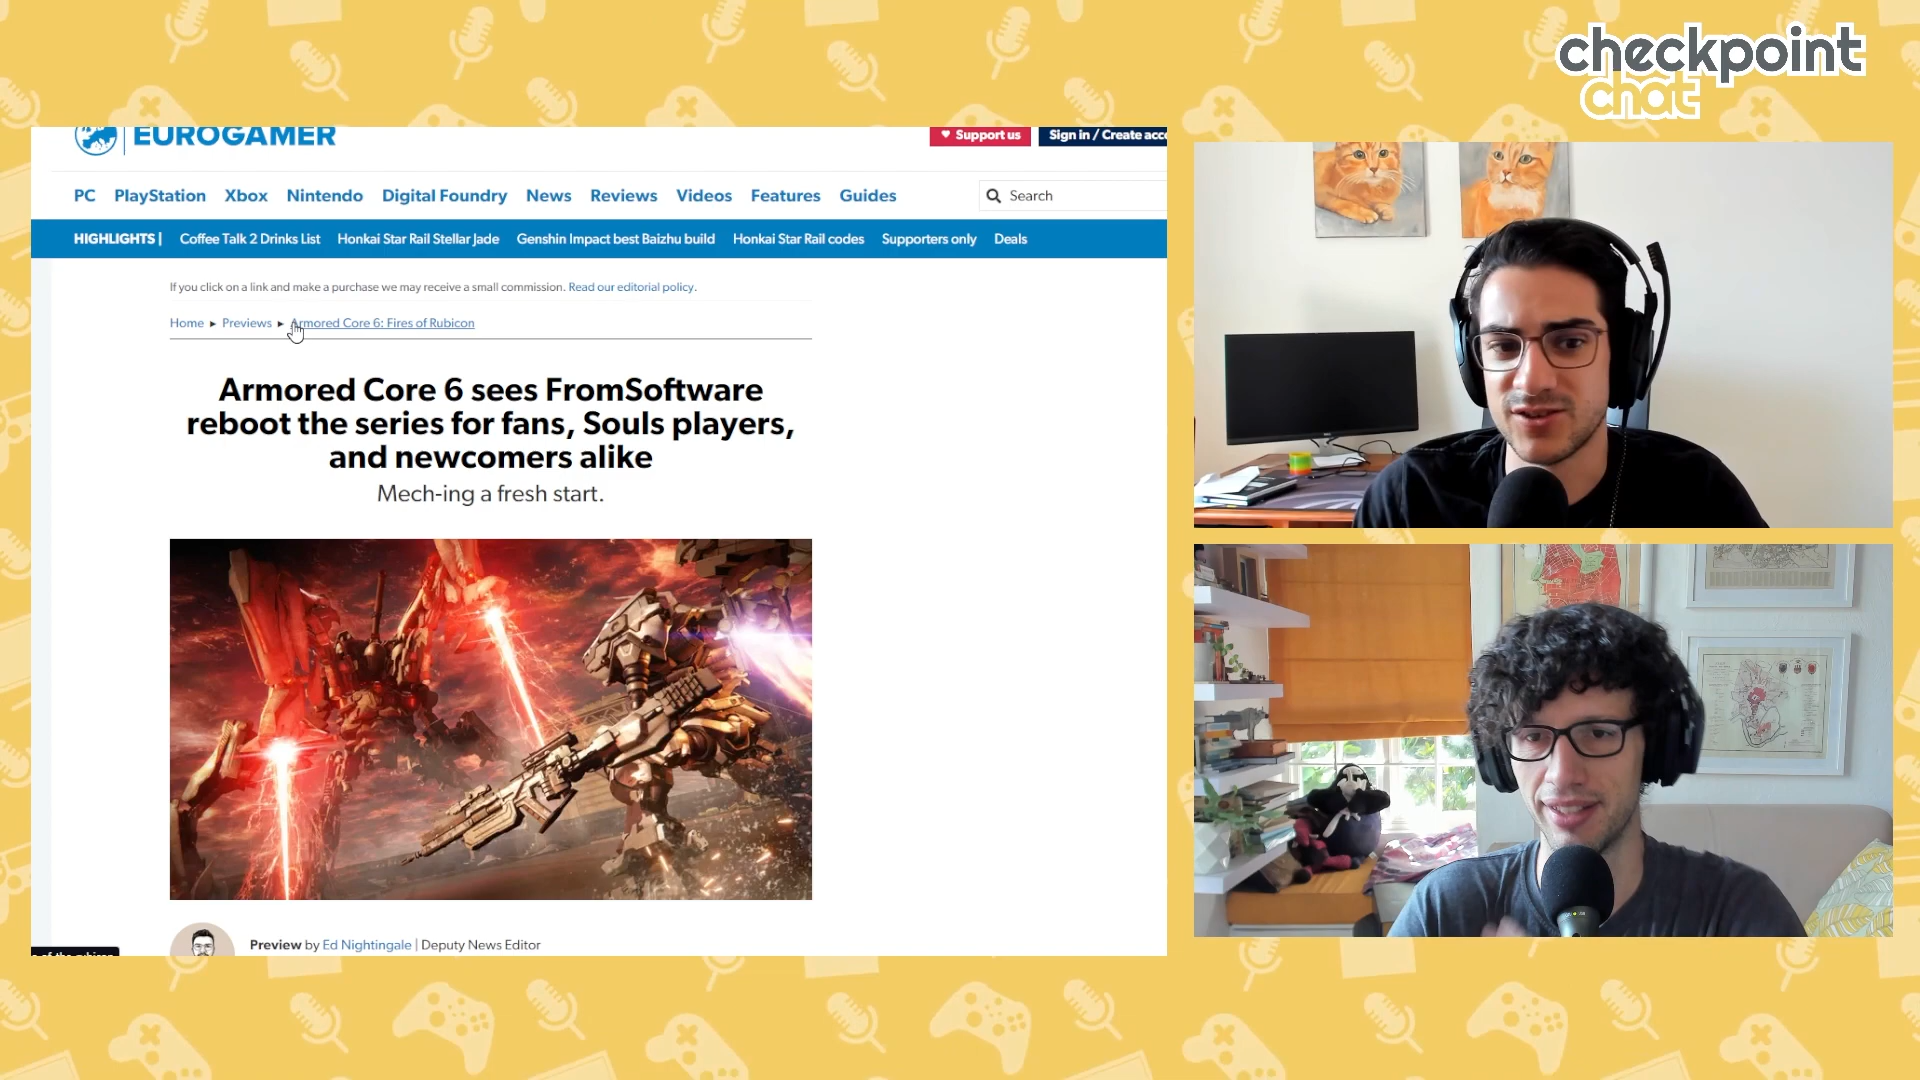 checkpoint
chat
EUROGAMER
Support us
Sign in / Create acc
PC PlayStation Xbox Nintendo Digital Foundry News Reviews Videos Features Guides
Search
HIGHLIGHTS | Coffee Talk 2 Drinks List Honkai Star Rail Stellar Jade Genshin Impact best Baizhu build Honkai Star Rail codes Supporters only Deals
If you click on a link and make a purchase we may receive a small commission. Read our editorial policy.
Home ▸ Previews ▸ Armored Core 6: Fires of Rubicon
Armored Core 6 sees FromSoftware
reboot the series for fans, Souls players,
and newcomers alike
Mech-ing a fresh start.
Preview by Ed Nightingale | Deputy News Editor